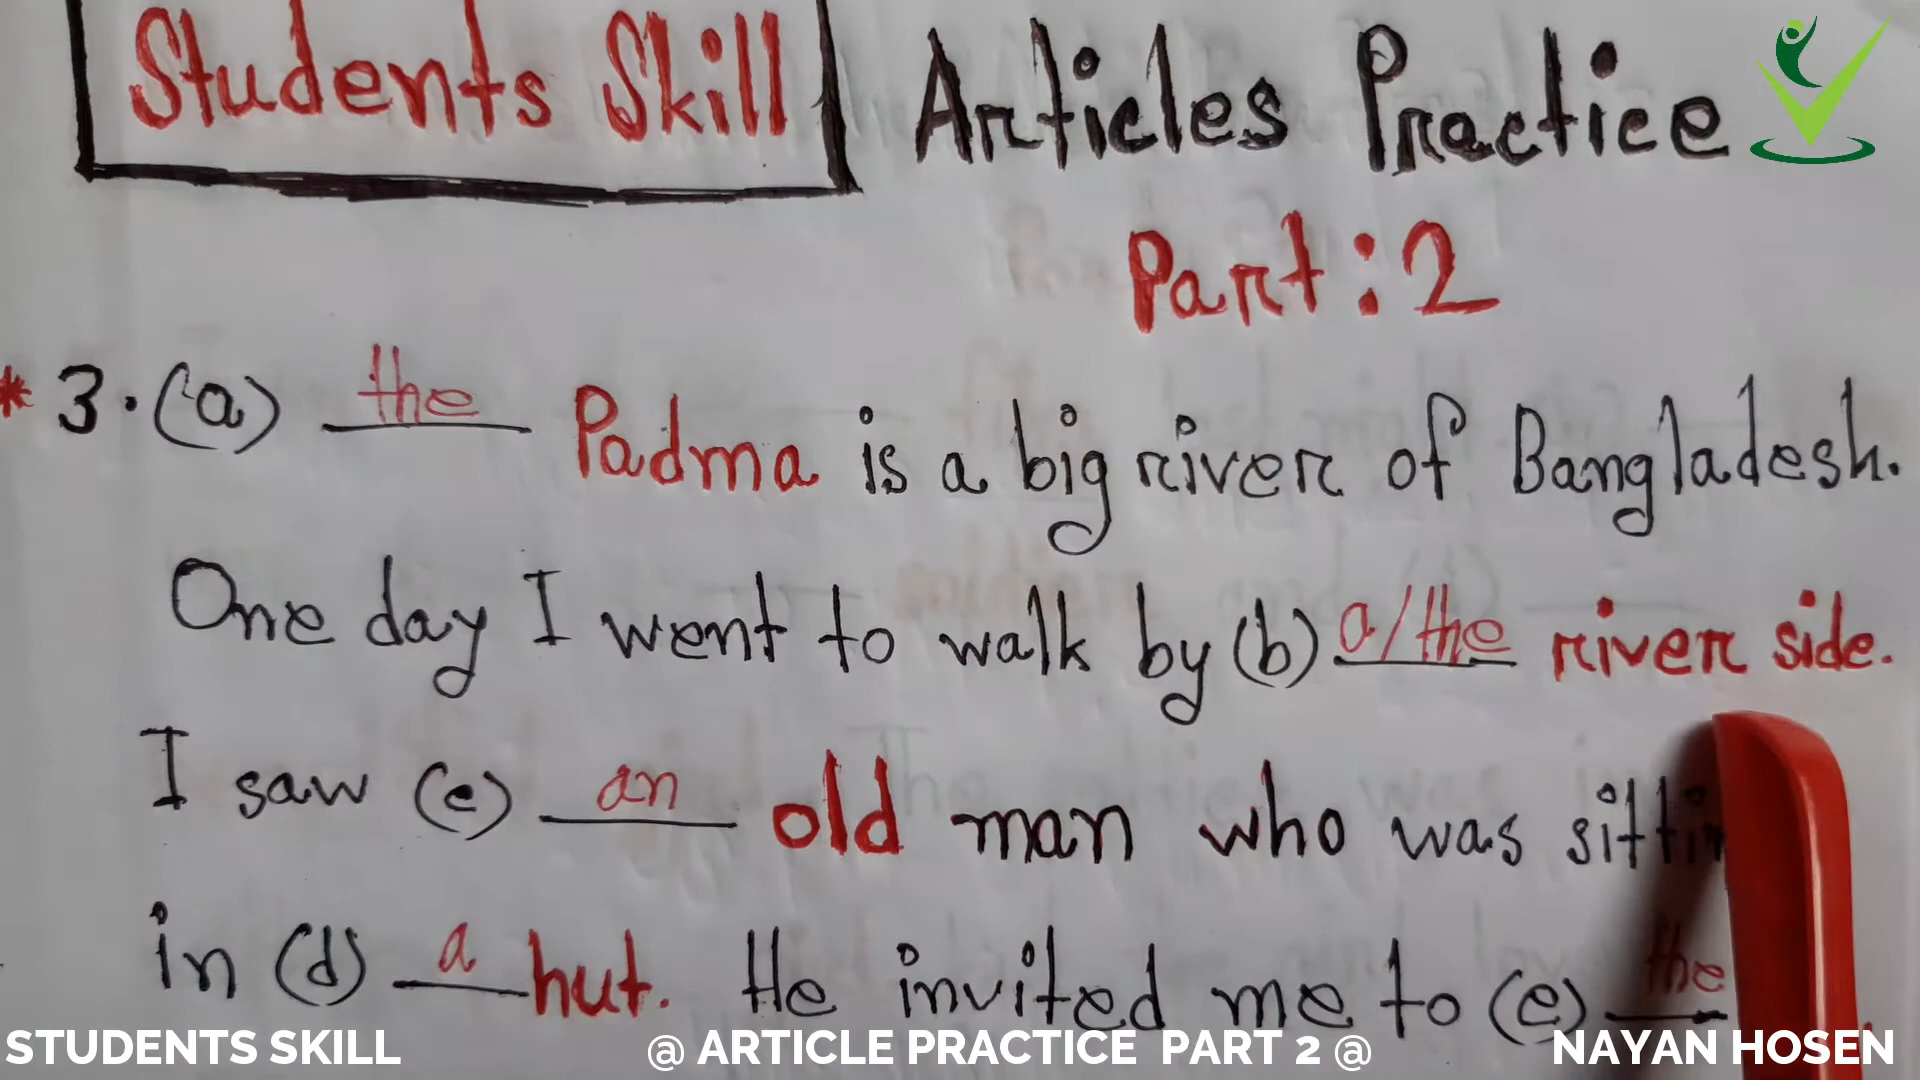 Students Skill Articles Practice
Part:2
* 3. (a) the Padma is a big river of Bangladesh.
One day I went to walk by (b) a/the river side.
I saw (c) an old man who was
in (d) a hut. He invited me to (e) the
STUDENTS SKILL @ ARTICLE PRACTICE PART 2 @ NAYAN HOSEN